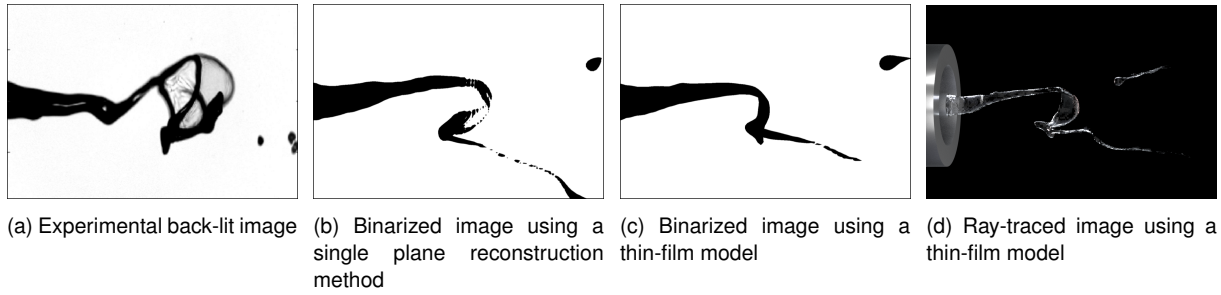 (a) Experimental back-lit image
(b) Binarized image using a
single plane reconstruction
method
(c) Binarized image using a
thin-film model
(d) Ray-traced image using a
thin-film model